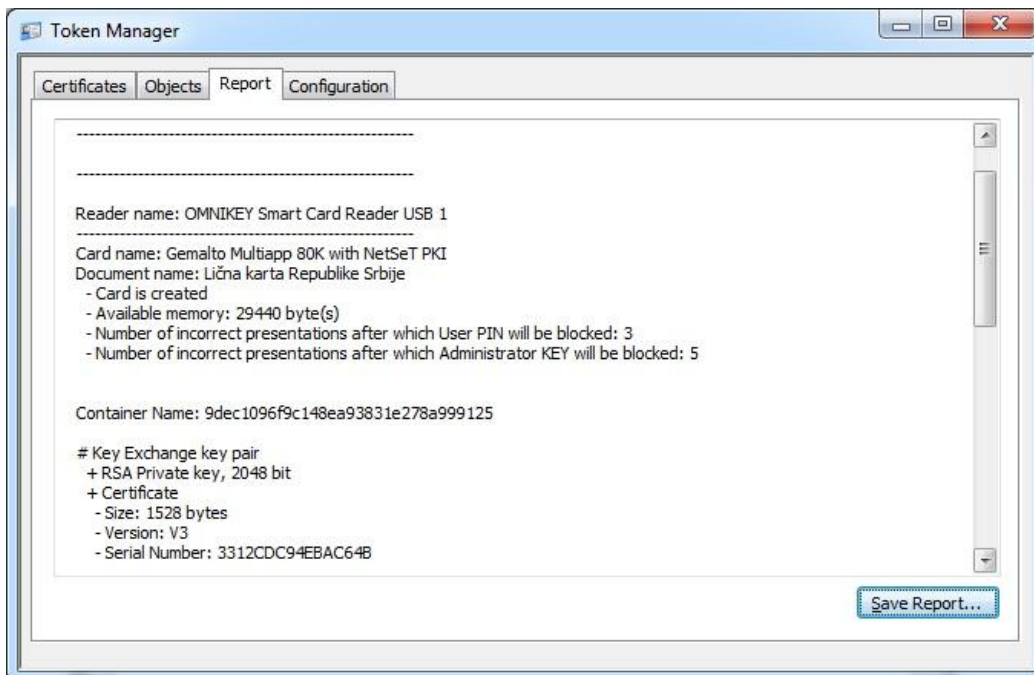 Token Manager
Certificates Objects Report Configuration
--------------------------------------------------------
--------------------------------------------------------
Reader name: OMNIKEY Smart Card Reader USB 1
--------------------------------------------------------
Card name: Gemalto Multiapp 80K with NetSeT PKI
Document name: Lična karta Republike Srbije
- Card is created
- Available memory: 29440 byte(s)
- Number of incorrect presentations after which User PIN will be blocked: 3
- Number of incorrect presentations after which Administrator KEY will be blocked: 5
Container Name: 9dec1096f9c148ea93831e278a999125
# Key Exchange key pair
+ RSA Private key, 2048 bit
+ Certificate
- Size: 1528 bytes
- Version: V3
- Serial Number: 3312CDC94EBAC64B
Save Report...